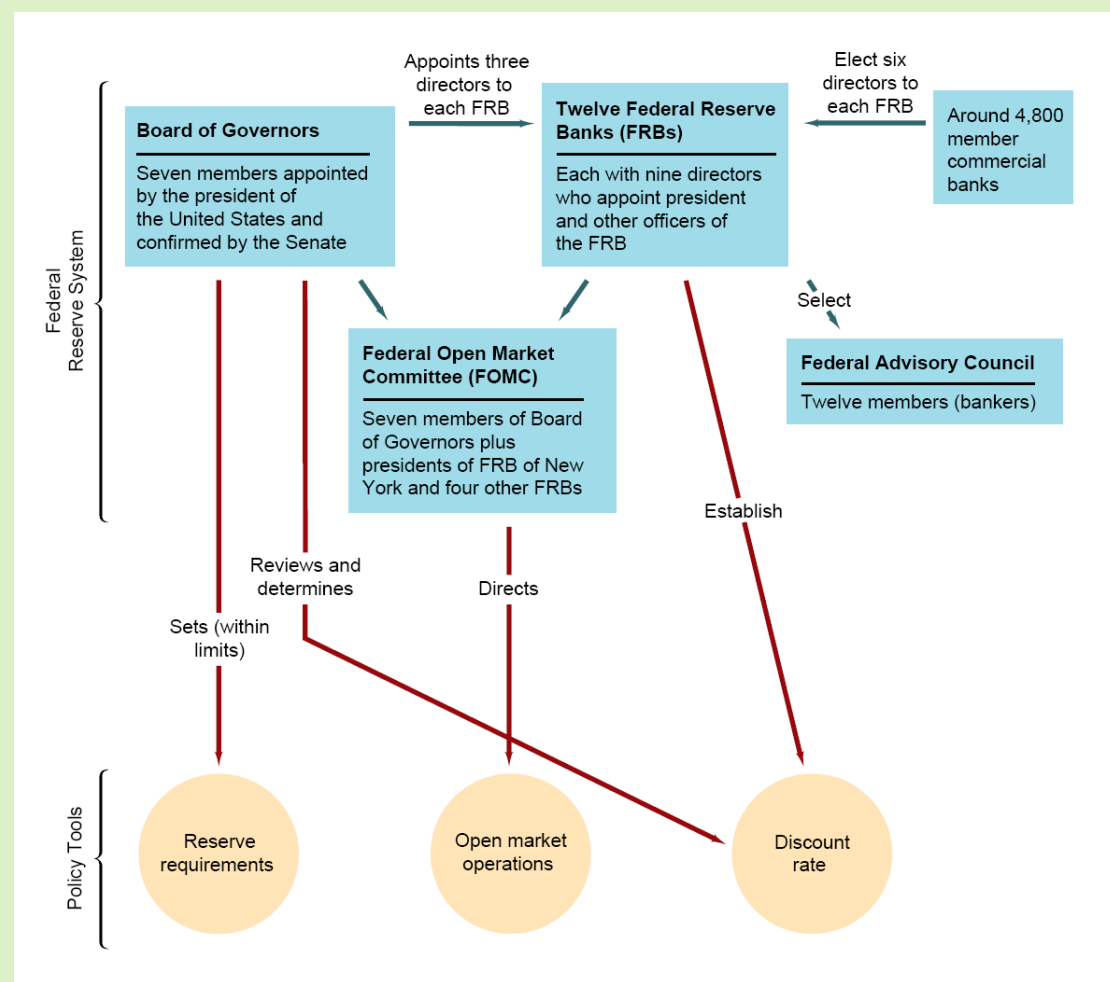 Appoints three
directors to
each FRB
Elect six
directors to
each FRB
Board of Governors
Seven members appointed
by the president of
the United States and
confirmed by the Senate
Twelve Federal Reserve
Banks (FRBs)
Each with nine directors
who appoint president
and other officers of
the FRB
Around 4,800
member
commercial
banks
Federal
Reserve System
Select
Federal Open Market
Committee (FOMC)
Seven members of Board
of Governors plus
presidents of FRB of New
York and four other FRBs
Federal Advisory Council
Twelve members (bankers)
Establish
Reviews and
determines
Directs
Sets (within
limits)
Policy Tools
Reserve
requirements
Open market
operations
Discount
rate